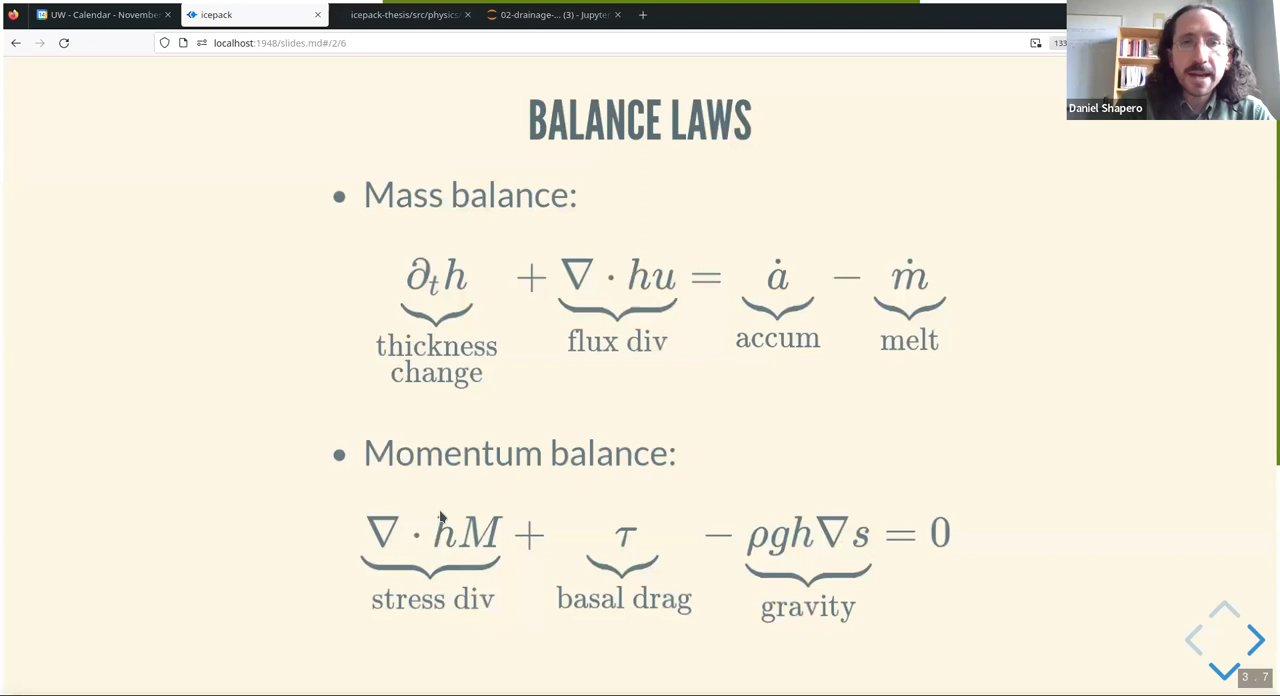 UW - Calendar - November
icepack
icepack-thesis/src/physics/
02-drainage-... (3) - Jupyter
localhost:1948/slides.md#/2/6
133
Daniel Shapero
BALANCE LAWS
• Mass balance:
∂ₜh + ∇ · hu = ȧ − ṁ
thickness change
flux div
accum
melt
• Momentum balance:
∇ · hM + τ − ρgh∇s = 0
stress div
basal drag
gravity
3 . 7